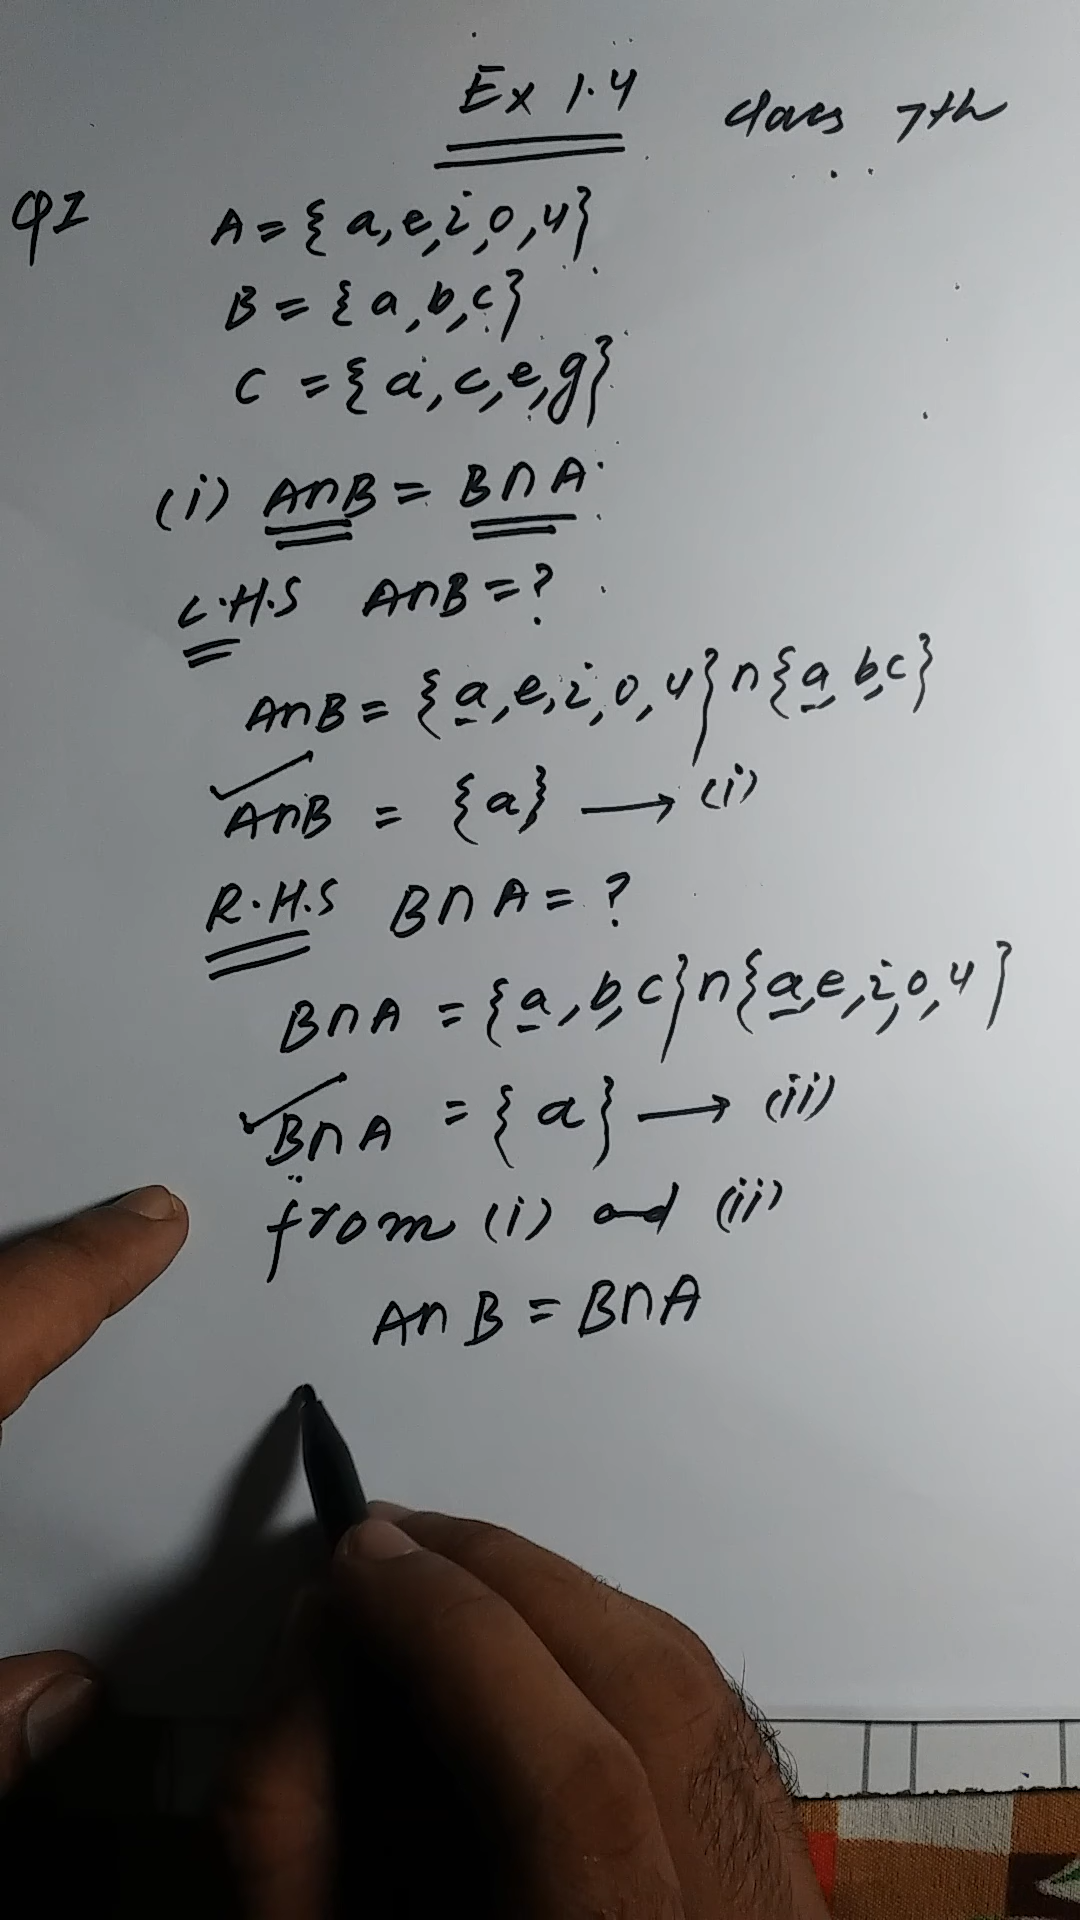 Ex 1.4 class 7th
Q1 A = { a, e, i, o, u}
B = { a, b, c}
C = { a, c, e, g}
(i) A∩B = B∩A
L.H.S A∩B = ?
A∩B = { a, e, i, o, u} ∩ { a, b, c}
A∩B = { a} → (i)
R.H.S B∩A = ?
B∩A = { a, b, c} ∩ { a, e, i, o, u}
B∩A = { a} → (ii)
from (i) and (ii)
A∩B = B∩A